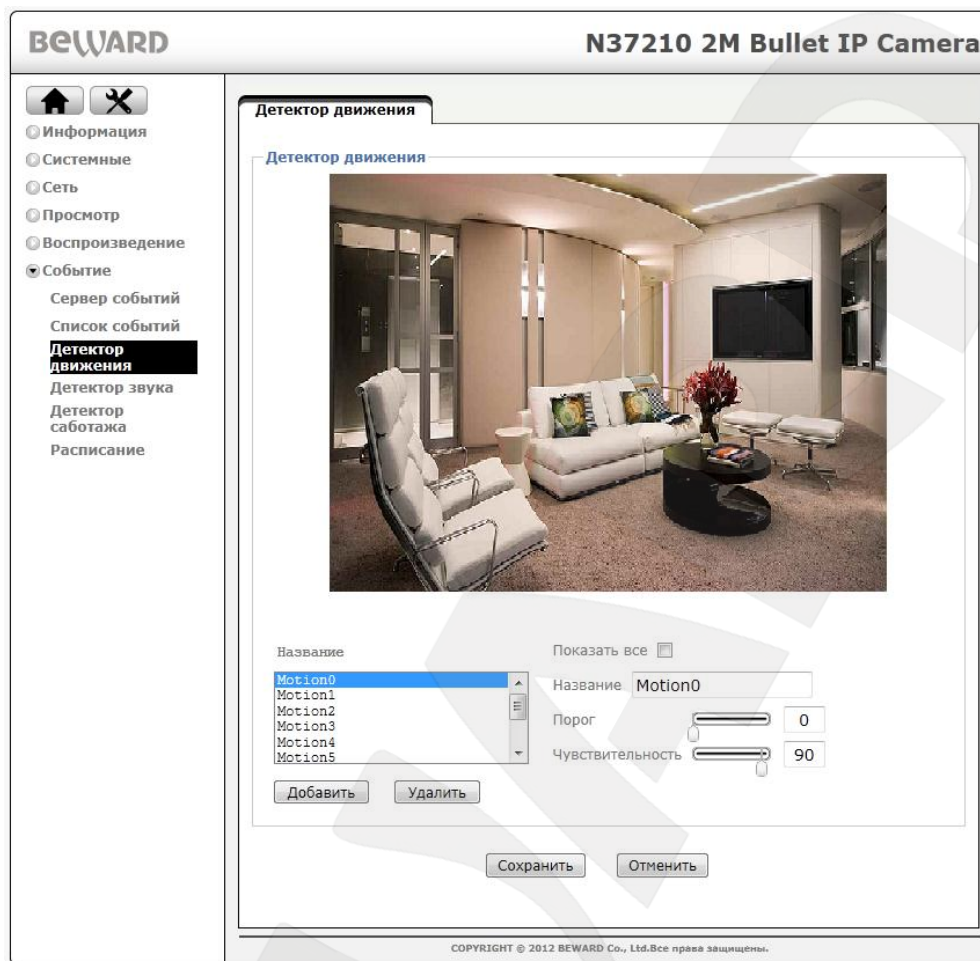 BEWARD
N37210 2M Bullet IP Camera
Информация
Системные
Сеть
Просмотр
Воспроизведение
Событие
Сервер событий
Список событий
Детектор
движения
Детектор звука
Детектор
саботажа
Расписание
Детектор движения
Детектор движения
Название
Motion0
Motion1
Motion2
Motion3
Motion4
Motion5
Добавить
Удалить
Показать все
Название Motion0
Порог 0
Чувствительность 90
Сохранить
Отменить
COPYRIGHT © 2012 BEWARD Co., Ltd.Все права защищены.